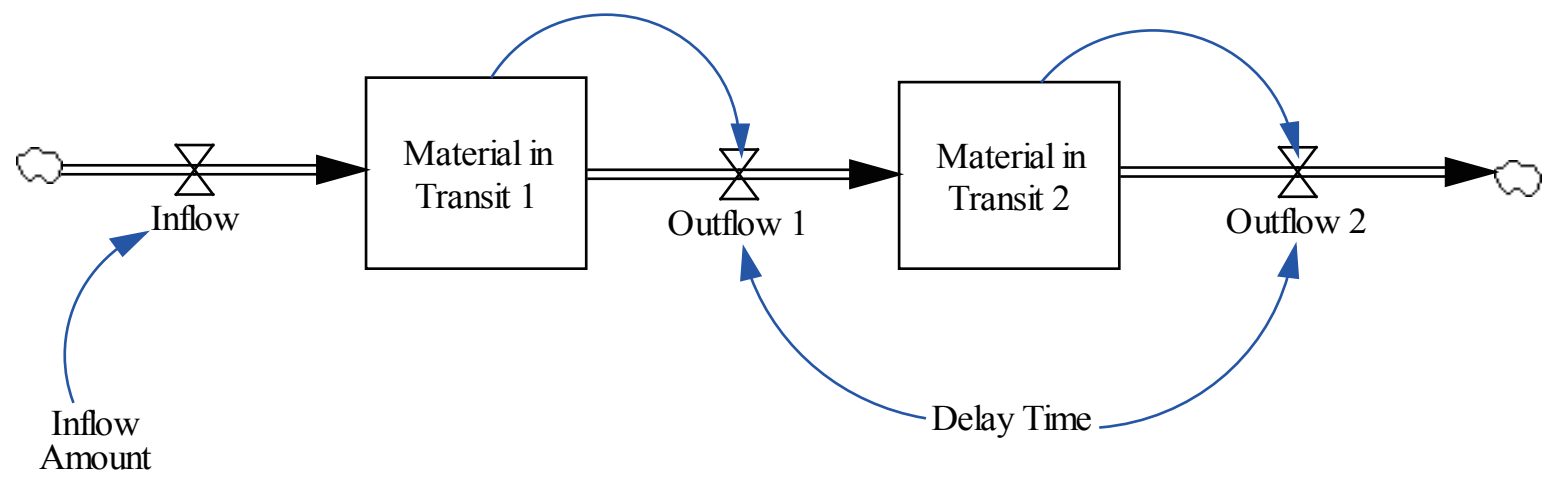 Material in
Transit 1
Material in
Transit 2
Inflow
Outflow 1
Outflow 2
Inflow
Amount
Delay Time